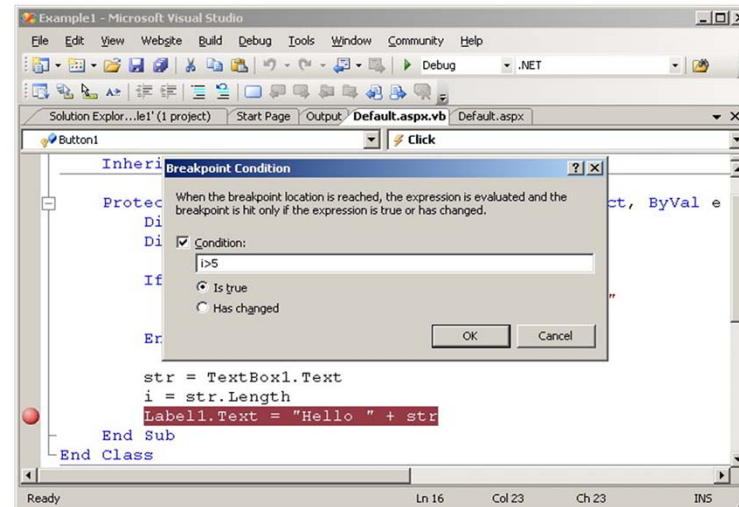 Example1 - Microsoft Visual Studio
File Edit View Website Build Debug Tools Window Community Help
Debug .NET
Solution Explor...le1' (1 project) Start Page Output Default.aspx.vb Default.aspx
Button1 Click
Inheri
Breakpoint Condition
When the breakpoint location is reached, the expression is evaluated and the
breakpoint is hit only if the expression is true or has changed.
Protec ct, ByVal e
Di
Di
Condition:
i>5
If
Is true
"
Has changed
En
OK Cancel
str = TextBox1.Text
i = str.Length
Label1.Text = "Hello " + str
End Sub
End Class
Ready Ln 16 Col 23 Ch 23 INS